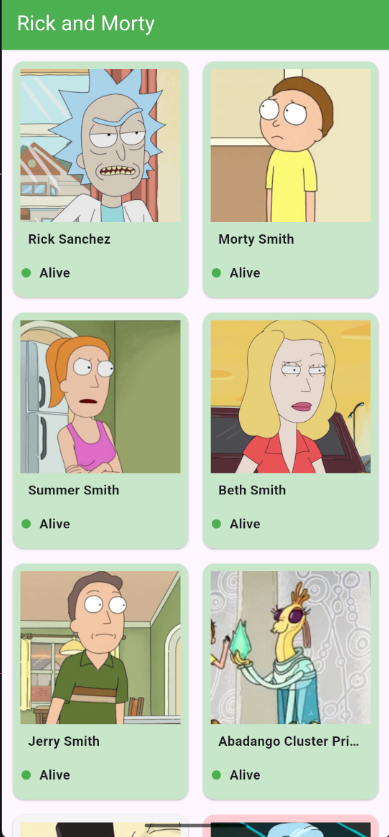 Rick and Morty
Rick Sanchez
Morty Smith
Alive
Alive
Summer Smith
Beth Smith
Alive
Alive
Jerry Smith
Abadango Cluster Pri...
Alive
Alive